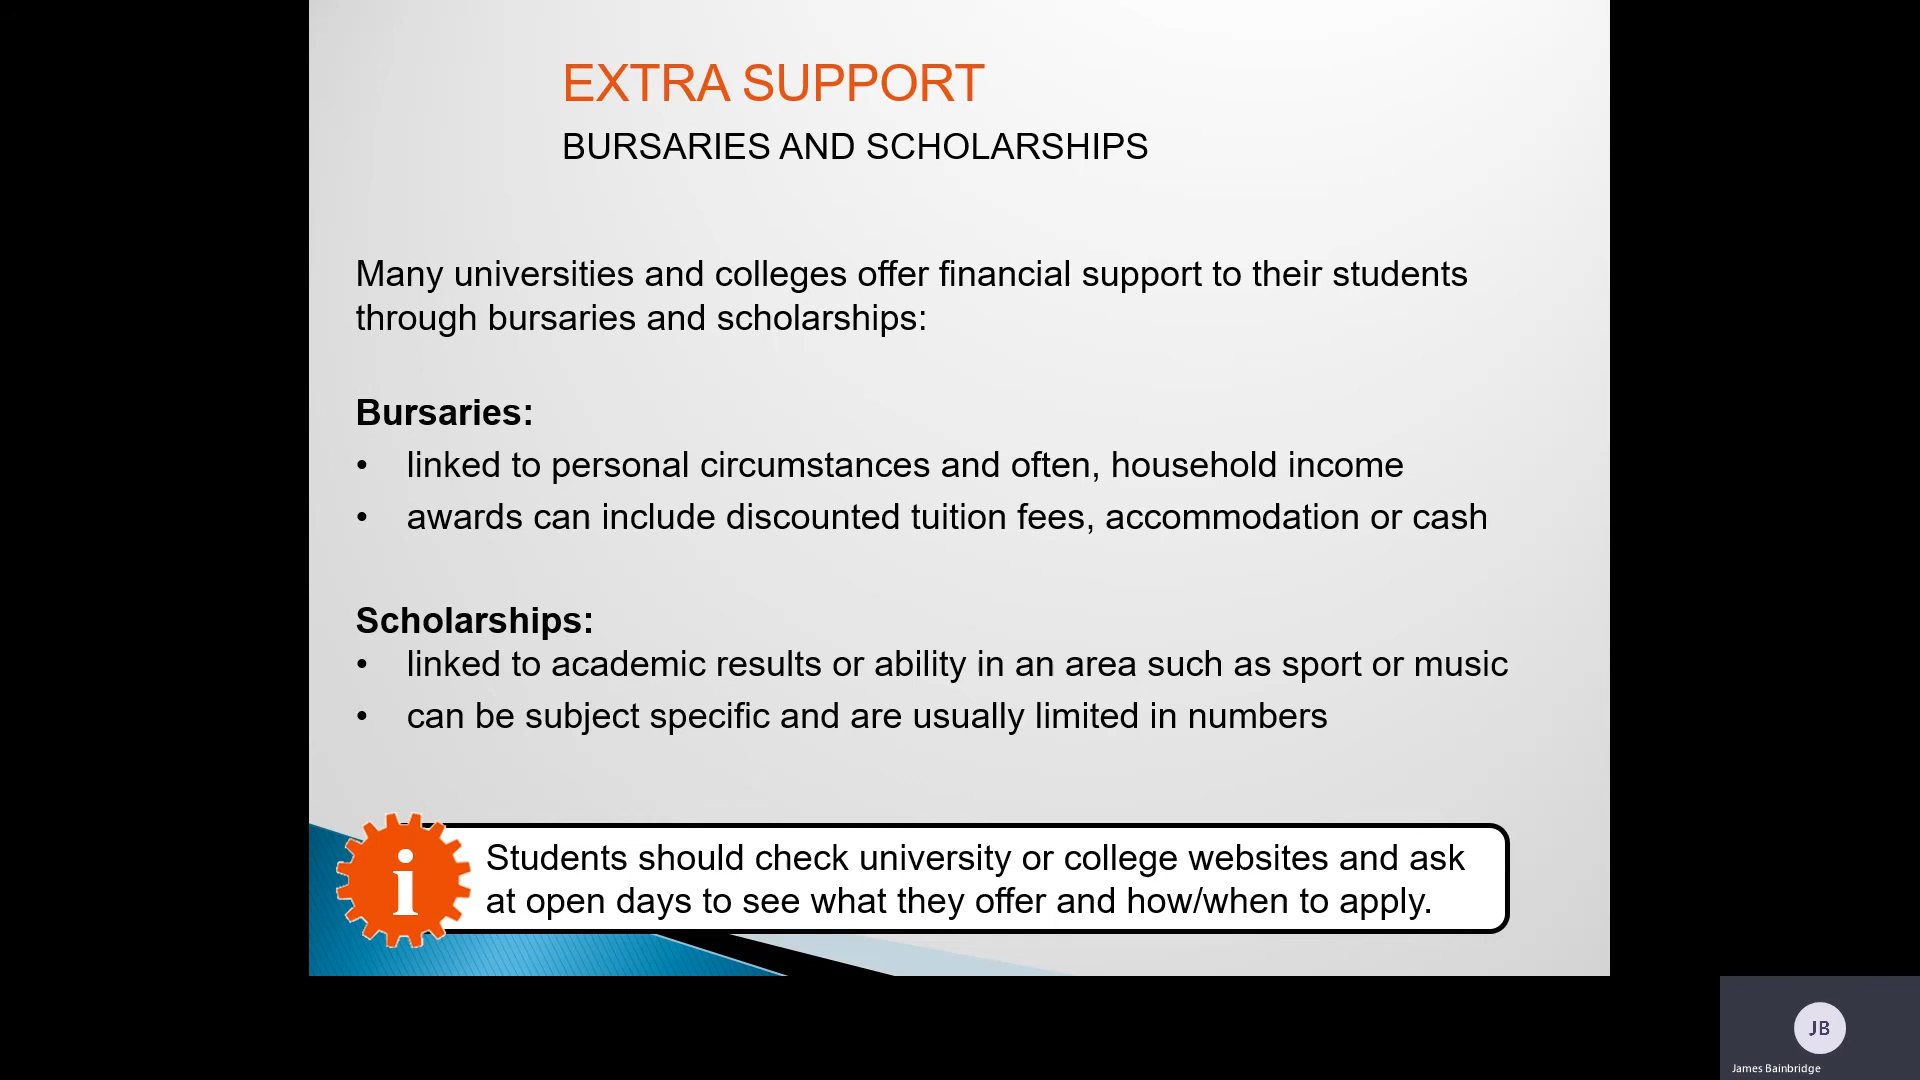 EXTRA SUPPORT
BURSARIES AND SCHOLARSHIPS
Many universities and colleges offer financial support to their students
through bursaries and scholarships:
Bursaries:
• linked to personal circumstances and often, household income
• awards can include discounted tuition fees, accommodation or cash
Scholarships:
• linked to academic results or ability in an area such as sport or music
• can be subject specific and are usually limited in numbers
i
Students should check university or college websites and ask
at open days to see what they offer and how/when to apply.
JB
James Bainbridge